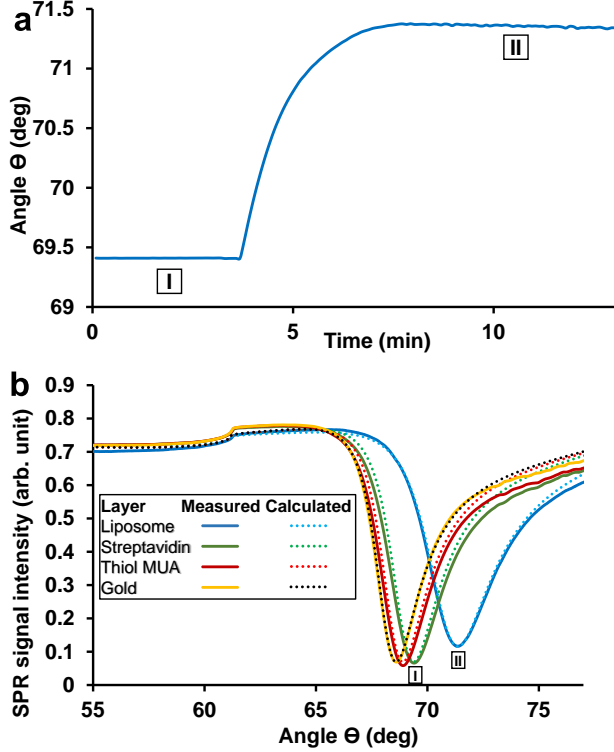 a
71.5
71
70.5
70
69.5
69
Angle Ɵ (deg)
I
II
0
5
10
Time (min)
b
0.9
0.8
0.7
0.6
0.5
0.4
0.3
0.2
0.1
0
SPR signal intensity (arb. unit)
Layer Measured Calculated
Liposome
Streptavidin
Thiol MUA
Gold
I
II
55
60
65
70
75
Angle Ɵ (deg)